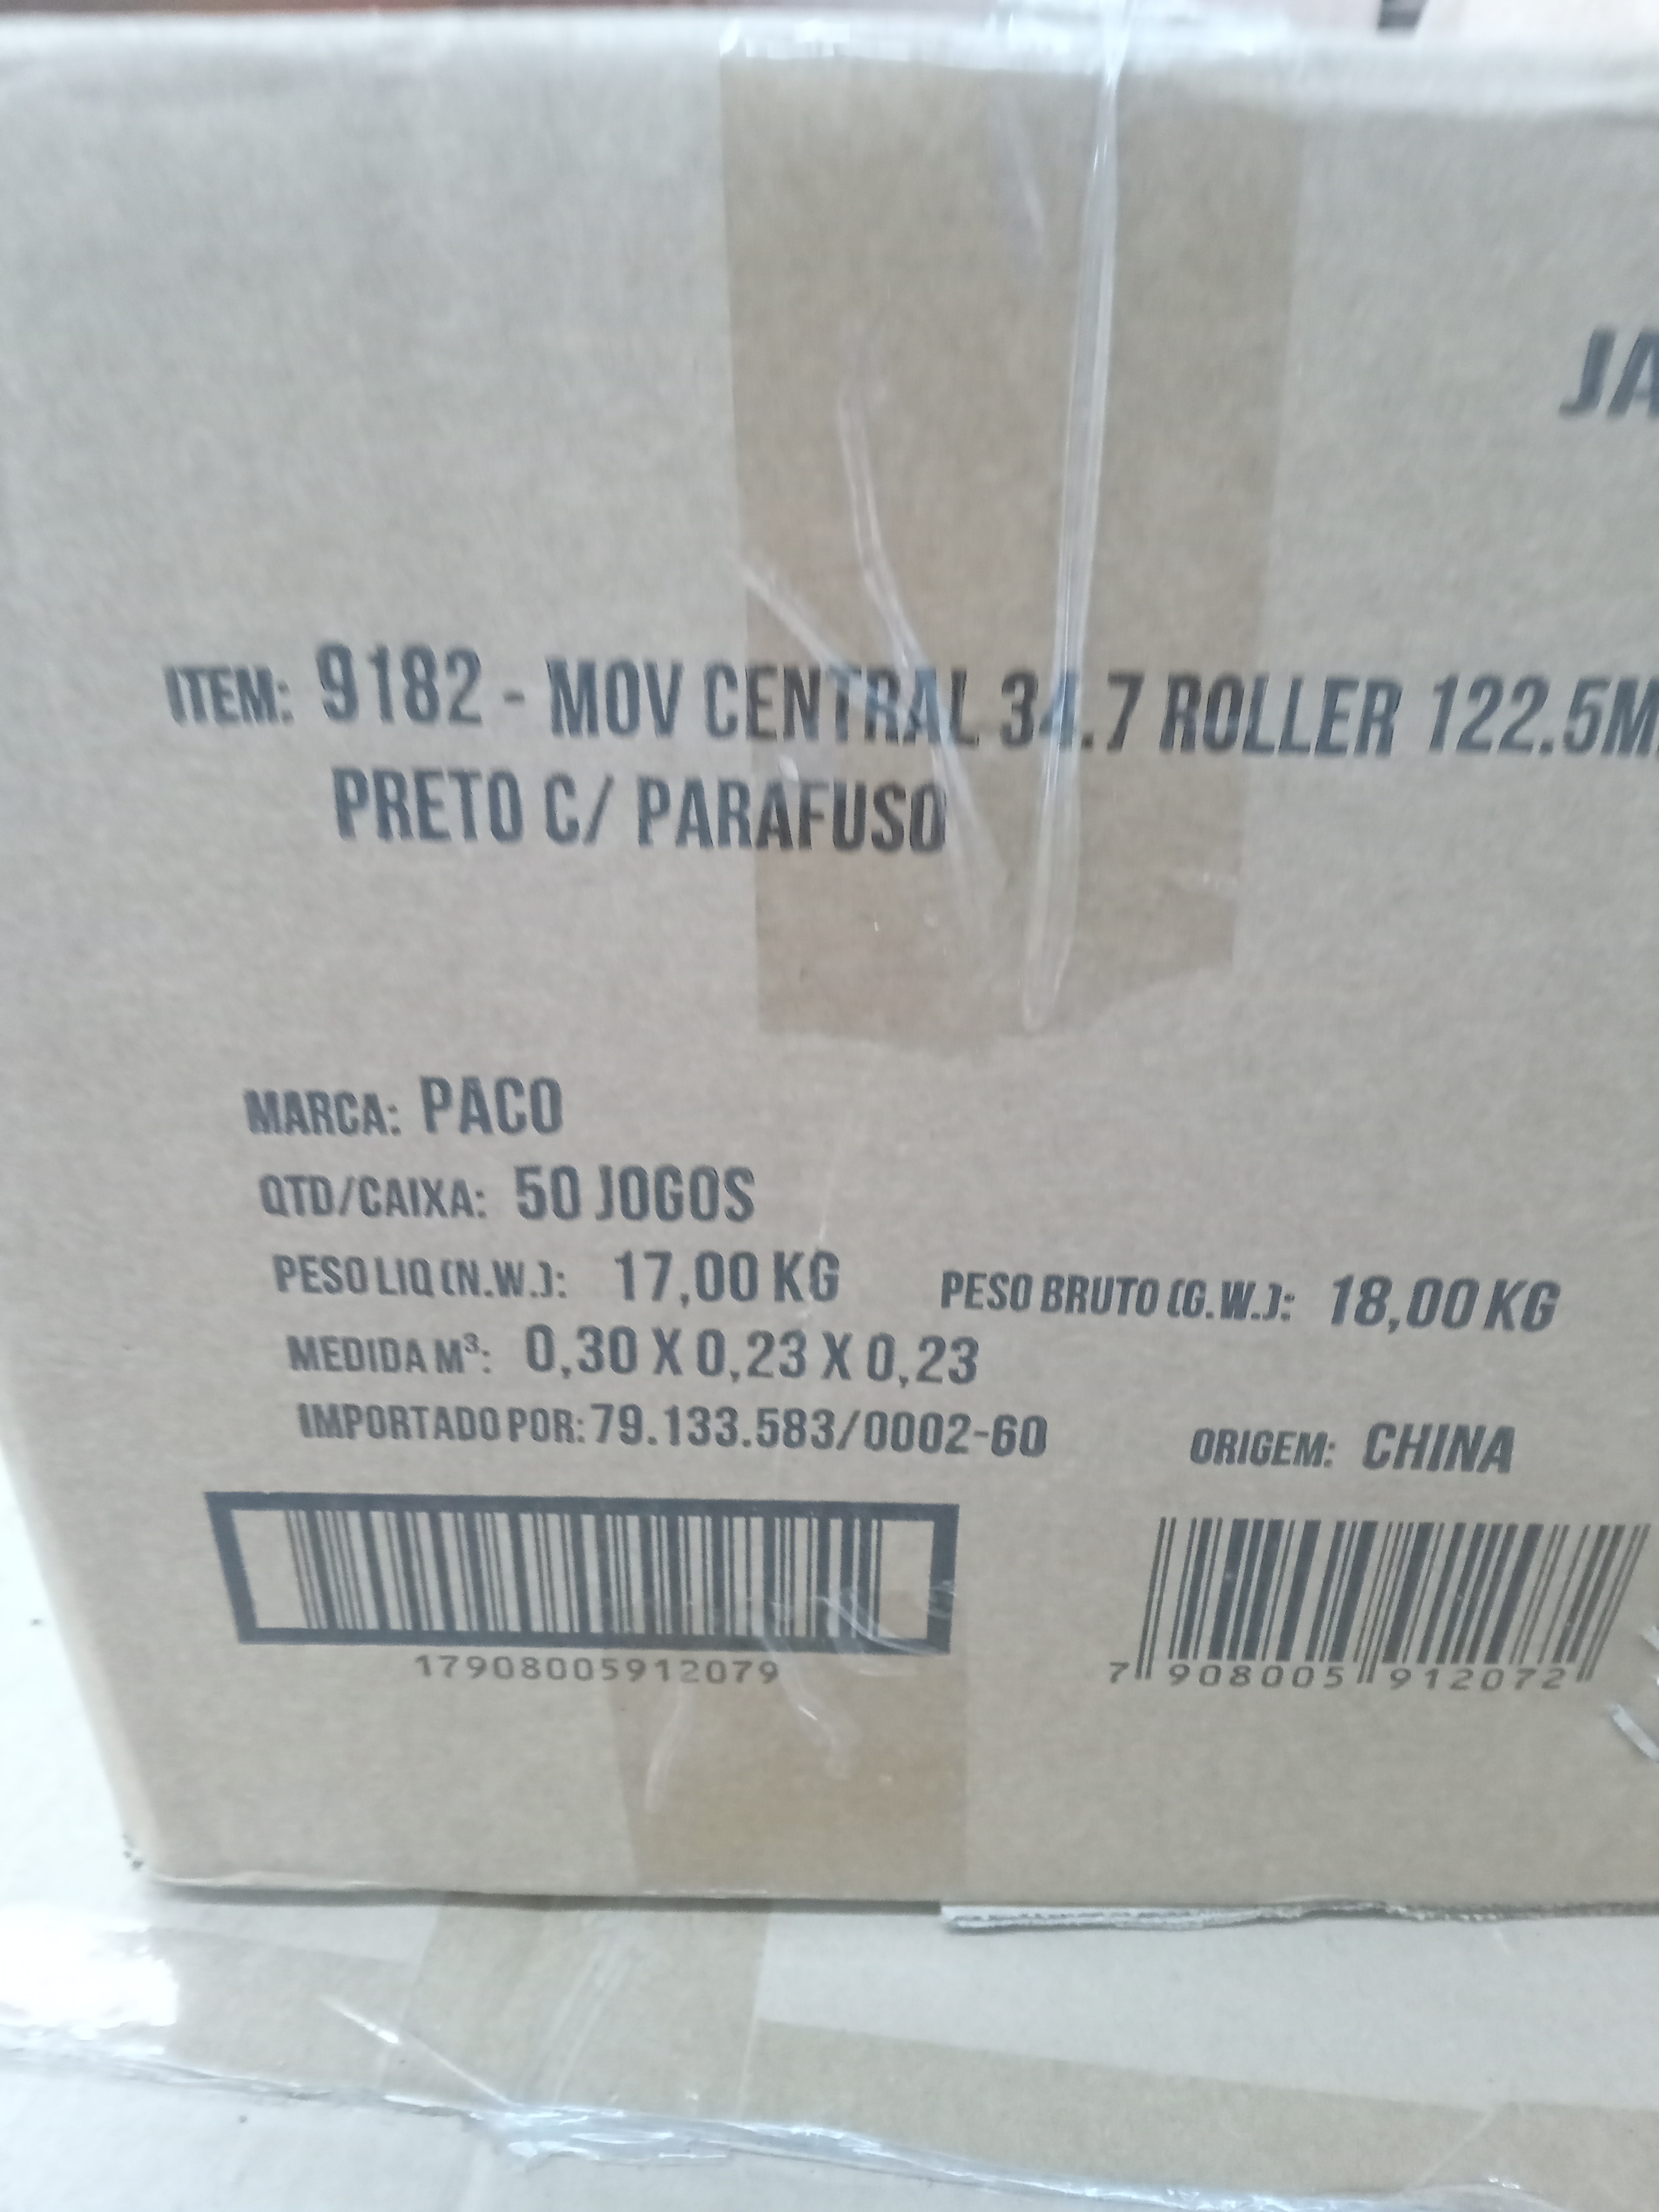 JA
ITEM: 9182 - MOV CENTRAL 34.7 ROLLER 122.5M
PRETO C/ PARAFUSO
MARCA: PACO
QTD/CAIXA: 50 JOGOS
PESO LIQ (N.W.): 17,00 KG PESO BRUTO (G.W.): 18,00 KG
MEDIDA M³: 0,30 X 0,23 X 0,23
IMPORTADO POR: 79.133.583/0002-60 ORIGEM: CHINA
17908005912079 7 908005 912072